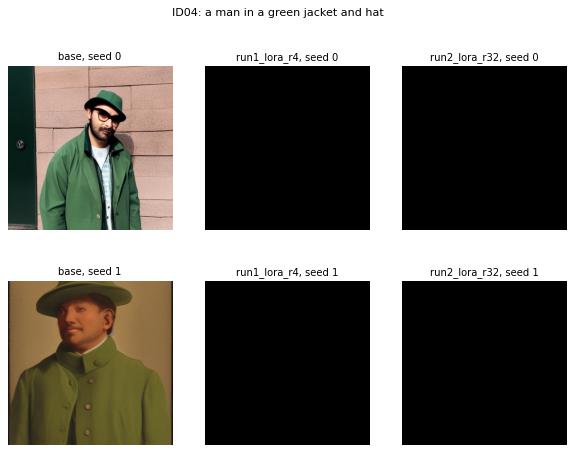 ID04: a man in a green jacket and hat
base, seed 0
run1_lora_r4, seed 0
run2_lora_r32, seed 0
base, seed 1
run1_lora_r4, seed 1
run2_lora_r32, seed 1